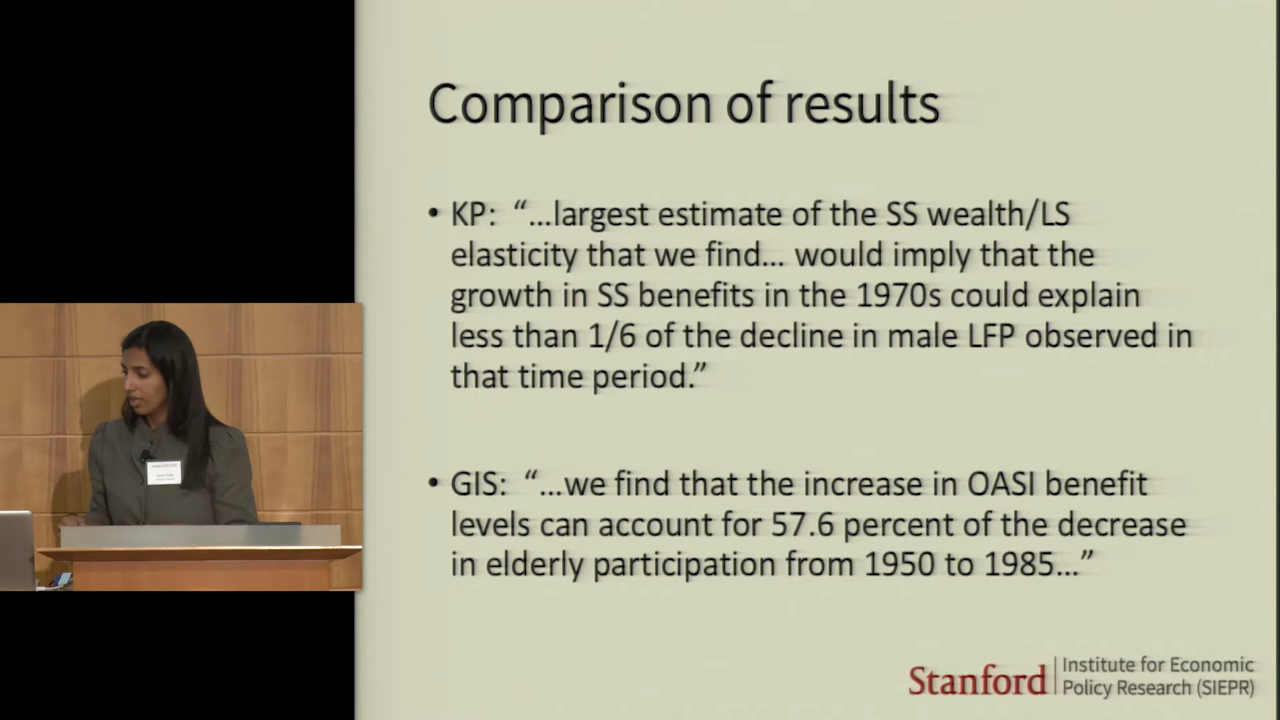 Comparison of results
• KP: “...largest estimate of the SS wealth/LS
elasticity that we find... would imply that the
growth in SS benefits in the 1970s could explain
less than 1/6 of the decline in male LFP observed in
that time period.”
• GIS: “...we find that the increase in OASI benefit
levels can account for 57.6 percent of the decrease
in elderly participation from 1950 to 1985...”
Stanford
Institute for Economic
Policy Research (SIEPR)